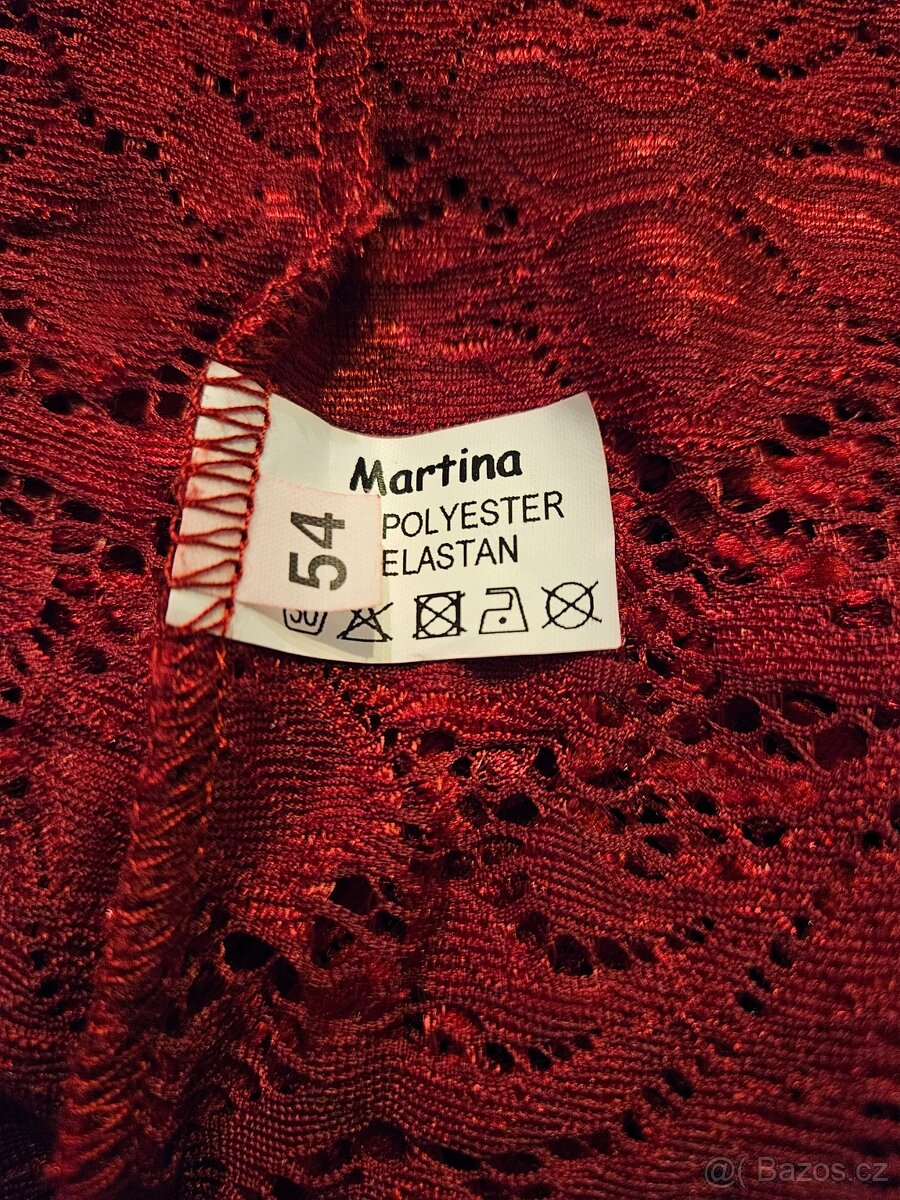 Martina
POLYESTER
ELASTAN
54
30
@( Bazos.cz